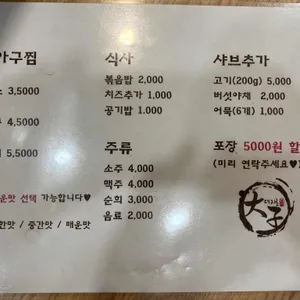 아구찜
3,5000
4,5000
5,5000
운맛 선택 가능합니다♥
한맛 / 중간맛 / 매운맛
식사
볶음밥 2,000
치즈추가 1,000
공기밥 1,000
주류
소주 4,000
맥주 4,000
순희 3,000
음료 2,000
샤브추가
고기(200g) 5,000
버섯야채 2,000
어묵(6개) 1,000
포장 5000원 할
(미리 연락주세요♥)